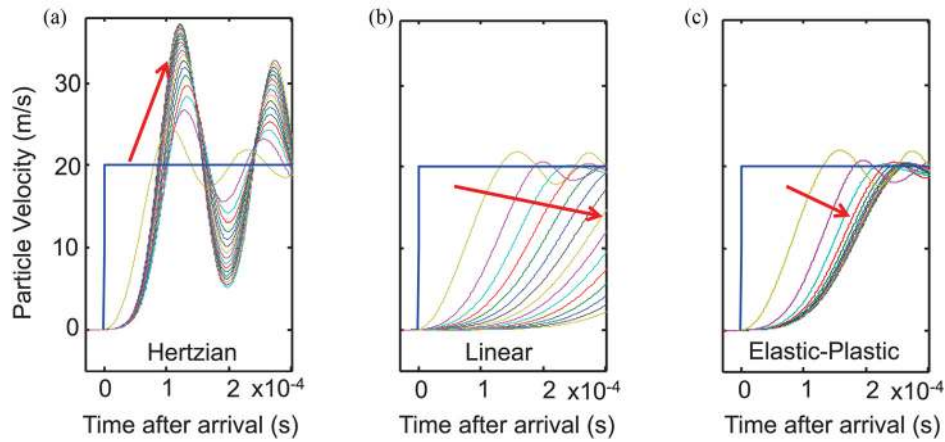 (a)
(b)
(c)
Particle Velocity (m/s)
30
20
10
0
Hertzian
Linear
Elastic-Plastic
0 1 2 x10-4
0 1 2 x10-4
0 1 2 x10-4
Time after arrival (s)
Time after arrival (s)
Time after arrival (s)